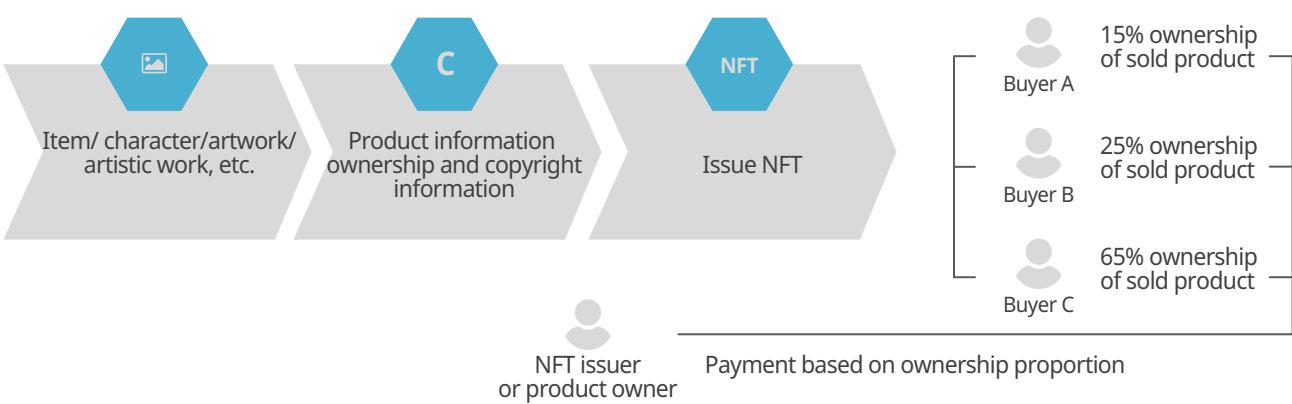 C
NFT
Item/ character/artwork/
artistic work, etc.
Product information
ownership and copyright
information
Issue NFT
Buyer A
15% ownership
of sold product
Buyer B
25% ownership
of sold product
Buyer C
65% ownership
of sold product
NFT issuer
or product owner
Payment based on ownership proportion